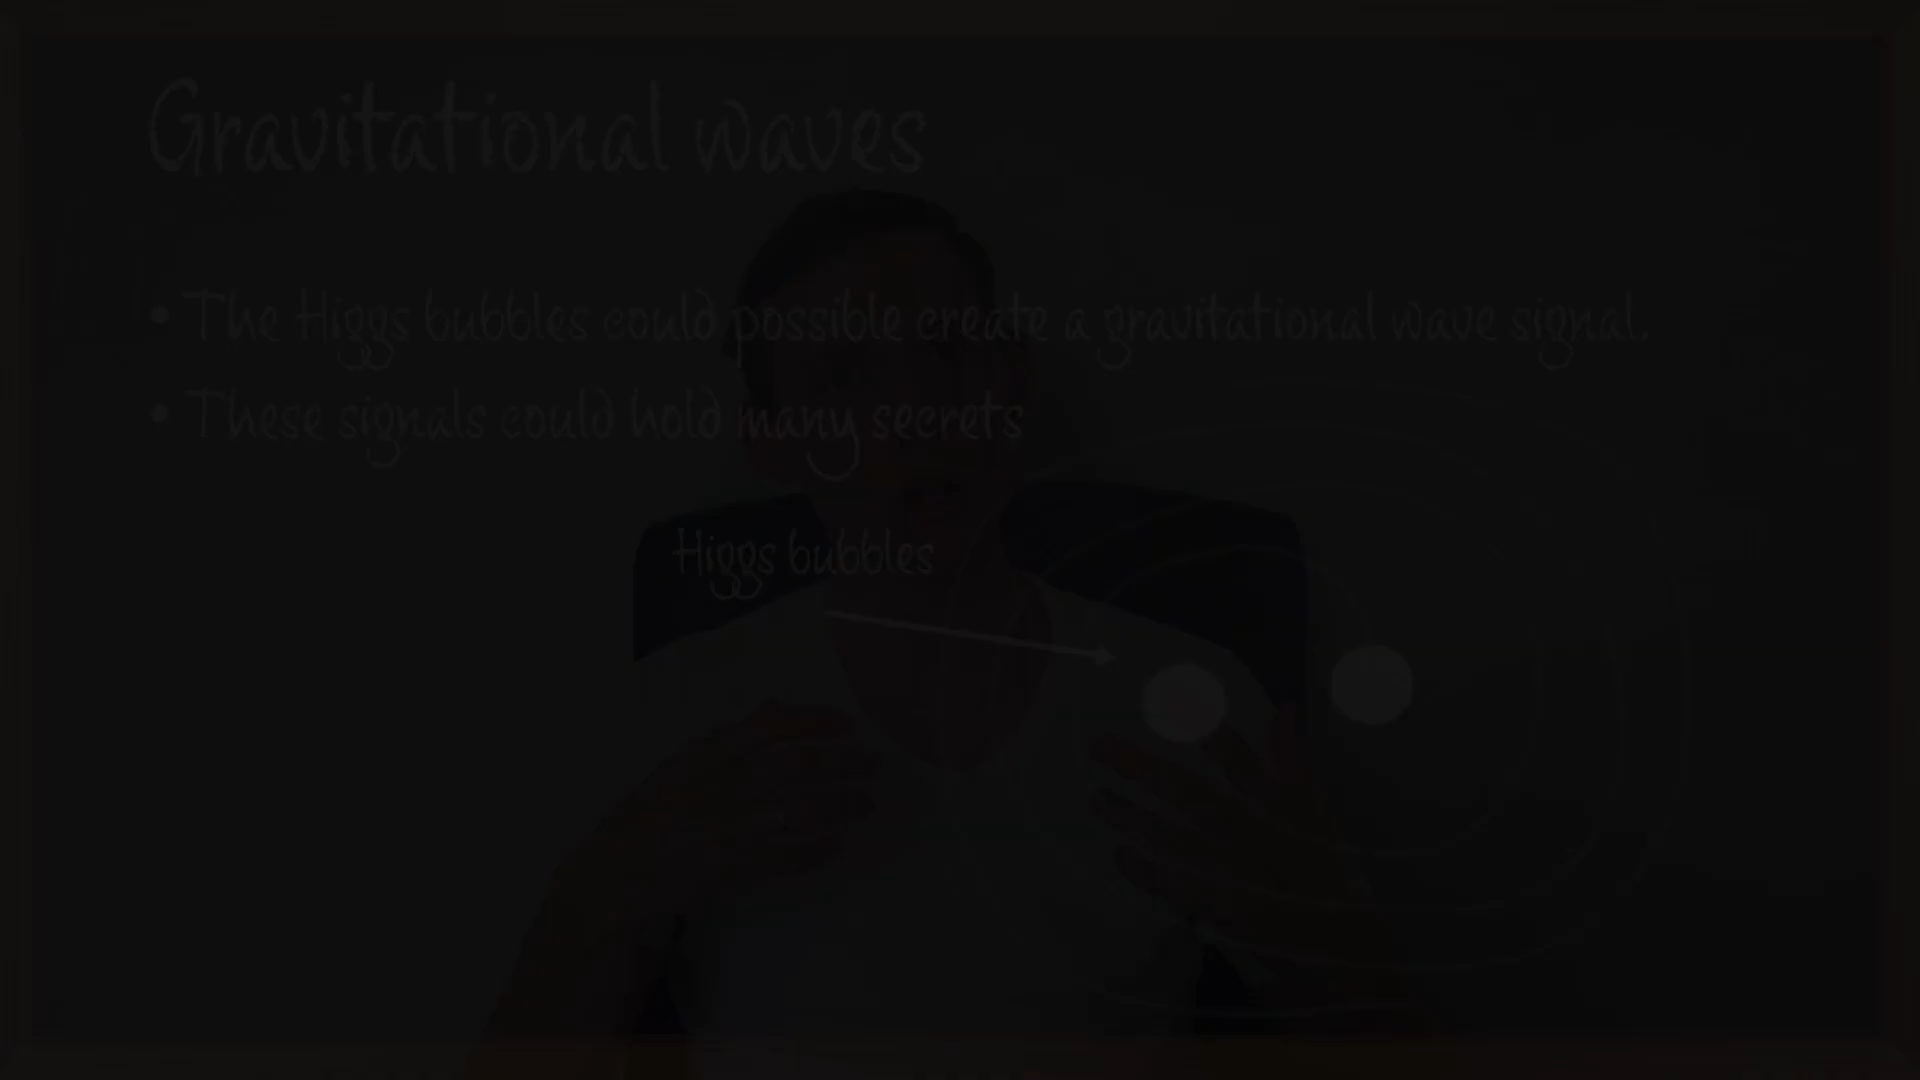 Gravitational waves
• The Higgs bubbles could possible create a gravitational wave signal.
• These signals could hold many secrets
Higgs bubbles